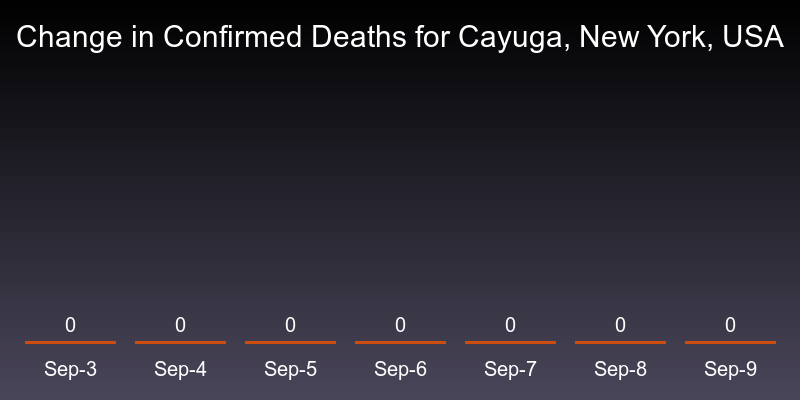 Change in Confirmed Deaths for Cayuga, New York, USA
0 0 0 0 0 0 0
Sep-3 Sep-4 Sep-5 Sep-6 Sep-7 Sep-8 Sep-9